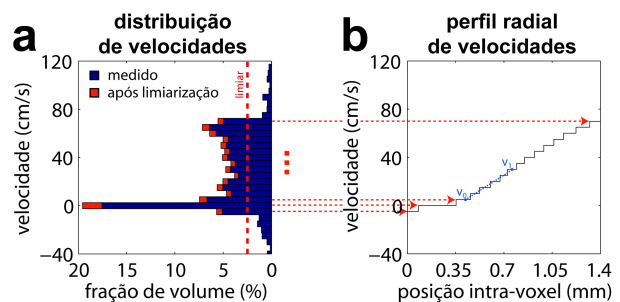 a
distribuição
de velocidades
velocidade (cm/s)
120
80
40
0
−40
medido
após limiarização
limiar
20
15
10
5
0
fração de volume (%)
b
perfil radial
de velocidades
velocidade (cm/s)
120
80
40
0
−40
v₀
v₁
0
0.35
0.7
1.05
1.4
posição intra-voxel (mm)